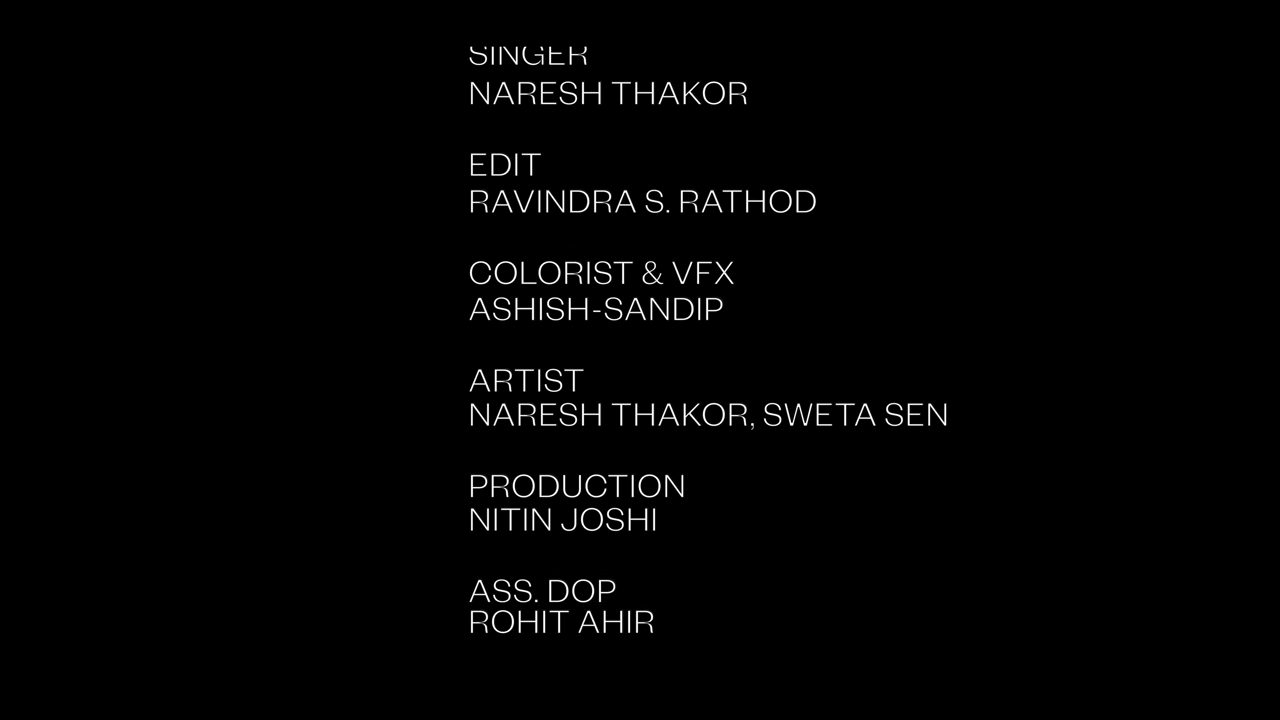 SINGER
NARESH THAKOR
EDIT
RAVINDRA S. RATHOD
COLORIST & VFX
ASHISH-SANDIP
ARTIST
NARESH THAKOR, SWETA SEN
PRODUCTION
NITIN JOSHI
ASS. DOP
ROHIT AHIR